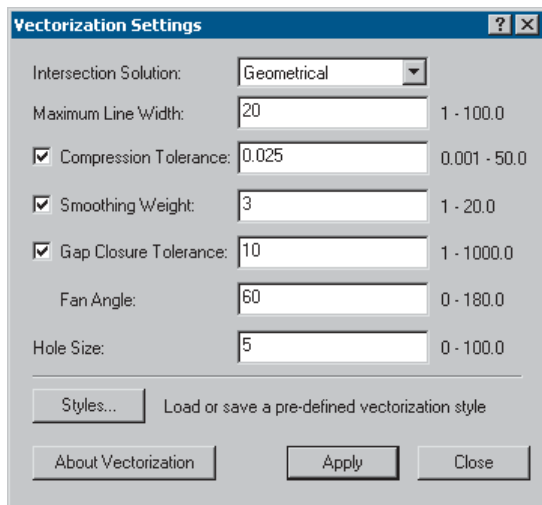 Vectorization Settings
Intersection Solution: Geometrical
Maximum Line Width: 20 1 - 100.0
Compression Tolerance: 0.025 0.001 - 50.0
Smoothing Weight: 3 1 - 20.0
Gap Closure Tolerance: 10 1 - 1000.0
Fan Angle: 60 0 - 180.0
Hole Size: 5 0 - 100.0
Styles... Load or save a pre-defined vectorization style
About Vectorization Apply Close